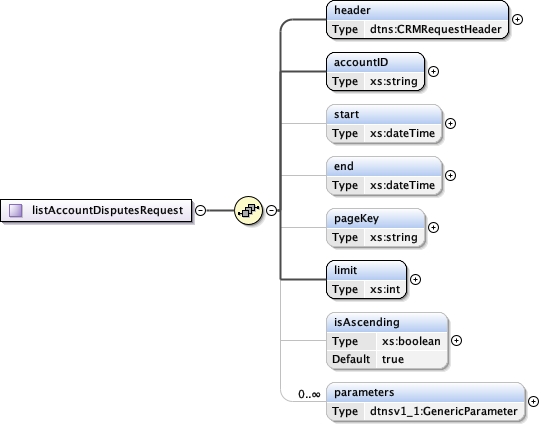 header
Type dtns:CRMRequestHeader
accountID
Type xs:string
start
Type xs:dateTime
end
Type xs:dateTime
listAccountDisputesRequest
pageKey
Type xs:string
limit
Type xs:int
isAscending
Type xs:boolean
Default true
0..∞
parameters
Type dtnsv1_1:GenericParameter